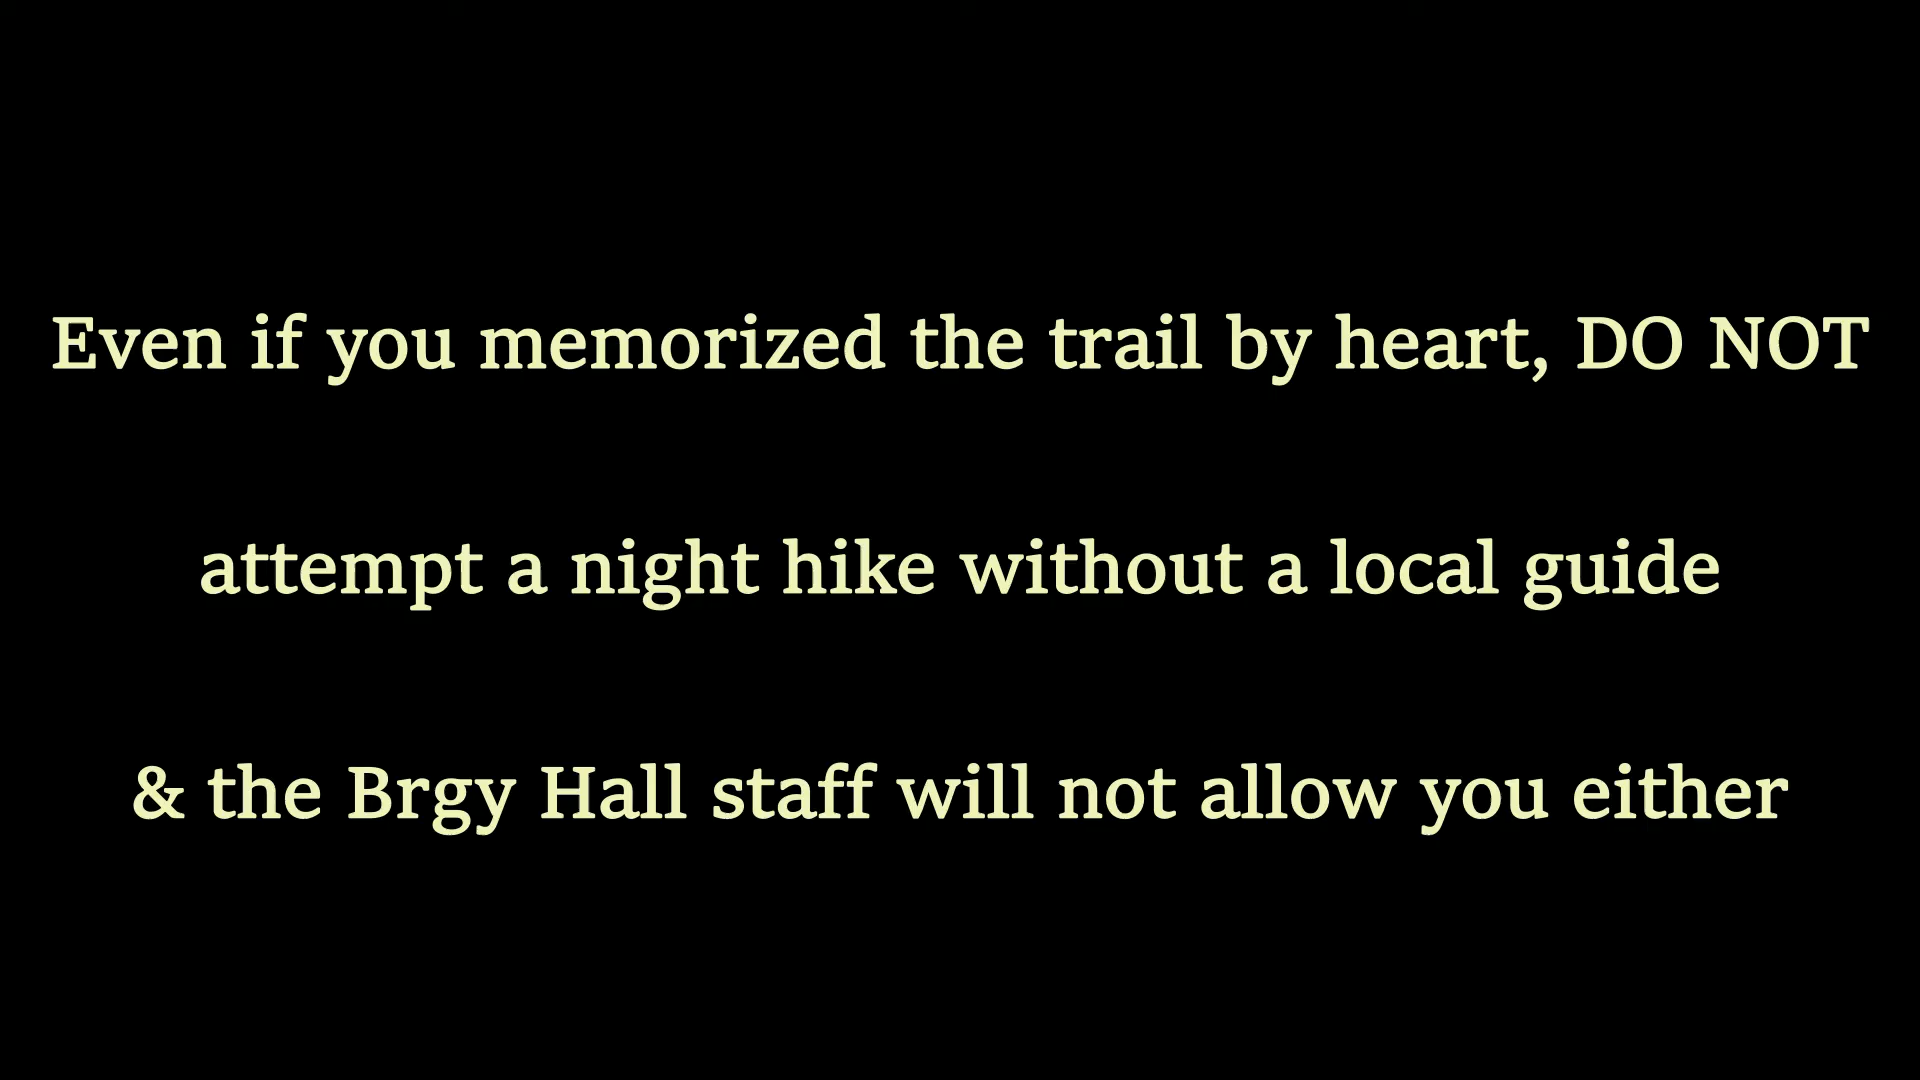 Even if you memorized the trail by heart, DO NOT
attempt a night hike without a local guide
& the Brgy Hall staff will not allow you either